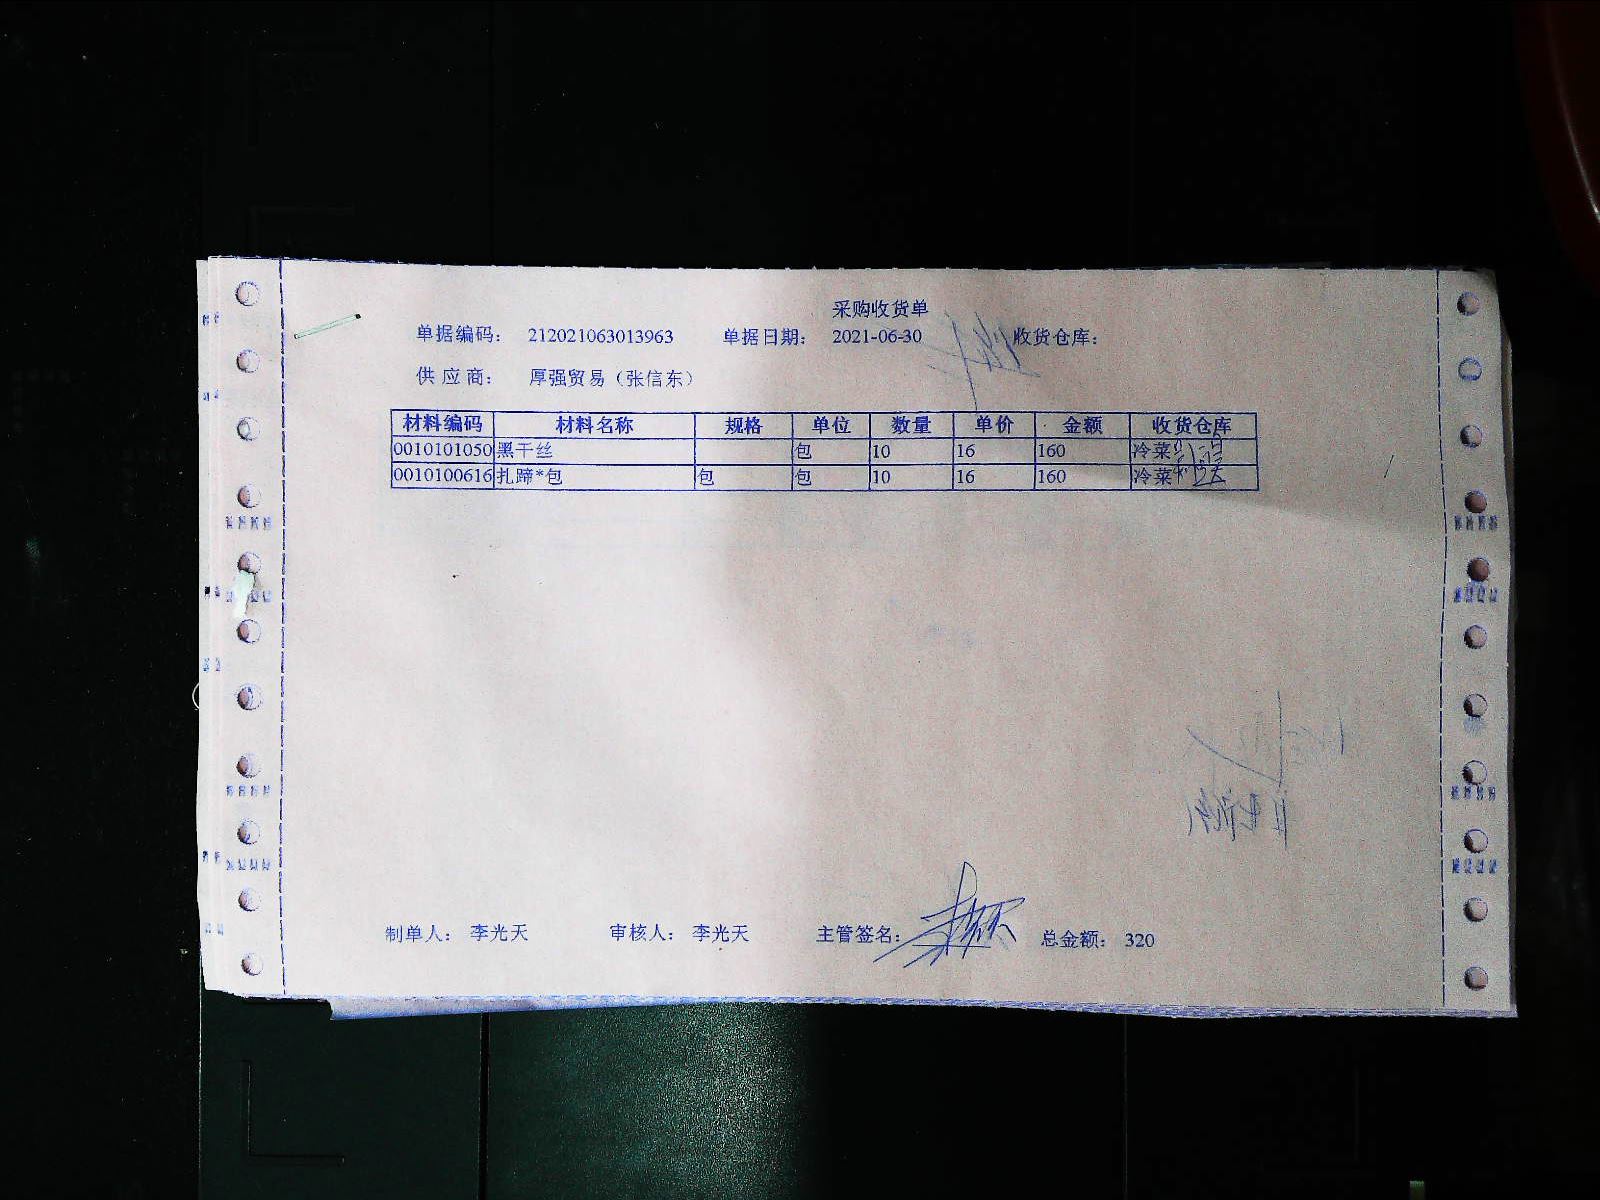 采购收货单
单据编码： 212021063013963 单据日期： 2021-06-30 收货仓库：
供 应 商： 厚强贸易（张信东）
材料编码 材料名称 规格 单位 数量 单价 金额 收货仓库
0010101050 黑干丝 包 10 16 160 冷菜
0010100616 扎蹄*包 包 包 10 16 160 冷菜
制单人： 李光天 审核人： 李光天 主管签名： 总金额： 320